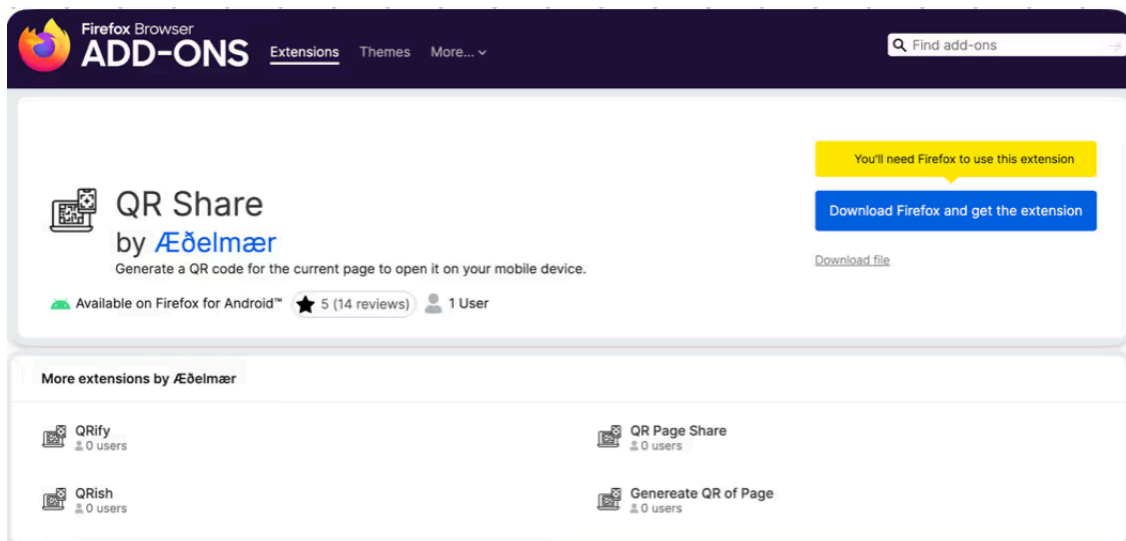 Firefox Browser
ADD-ONS Extensions Themes More...
Find add-ons
You'll need Firefox to use this extension
QR Share
Download Firefox and get the extension
by Æðelmær
Generate a QR code for the current page to open it on your mobile device.
Download file
Available on Firefox for Android™ 5 (14 reviews) 1 User
More extensions by Æðelmær
QRify
0 users
QR Page Share
0 users
QRish
0 users
Genereate QR of Page
0 users